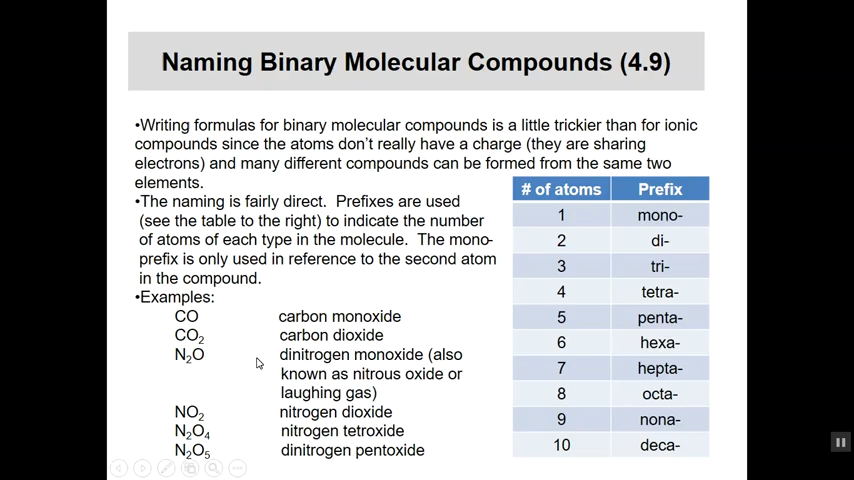 Naming Binary Molecular Compounds (4.9)
•Writing formulas for binary molecular compounds is a little trickier than for ionic
compounds since the atoms don't really have a charge (they are sharing
electrons) and many different compounds can be formed from the same two
elements.
•The naming is fairly direct. Prefixes are used
(see the table to the right) to indicate the number
of atoms of each type in the molecule. The mono-
prefix is only used in reference to the second atom
in the compound.
•Examples:
CO carbon monoxide
CO₂ carbon dioxide
N₂O dinitrogen monoxide (also
known as nitrous oxide or
laughing gas)
NO₂ nitrogen dioxide
N₂O₄ nitrogen tetroxide
N₂O₅ dinitrogen pentoxide
# of atoms Prefix
1 mono-
2 di-
3 tri-
4 tetra-
5 penta-
6 hexa-
7 hepta-
8 octa-
9 nona-
10 deca-